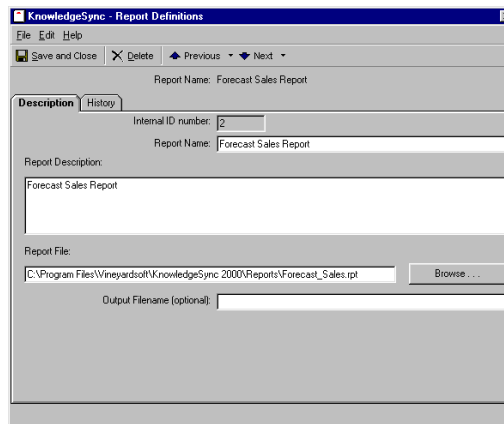 KnowledgeSync - Report Definitions
File Edit Help
Save and Close Delete Previous Next
Report Name: Forecast Sales Report
Description History
Internal ID number: 2
Report Name: Forecast Sales Report
Report Description:
Forecast Sales Report
Report File:
C:\Program Files\Vineyardsoft\KnowledgeSync 2000\Reports\Forecast_Sales.rpt Browse . . .
Output Filename (optional):